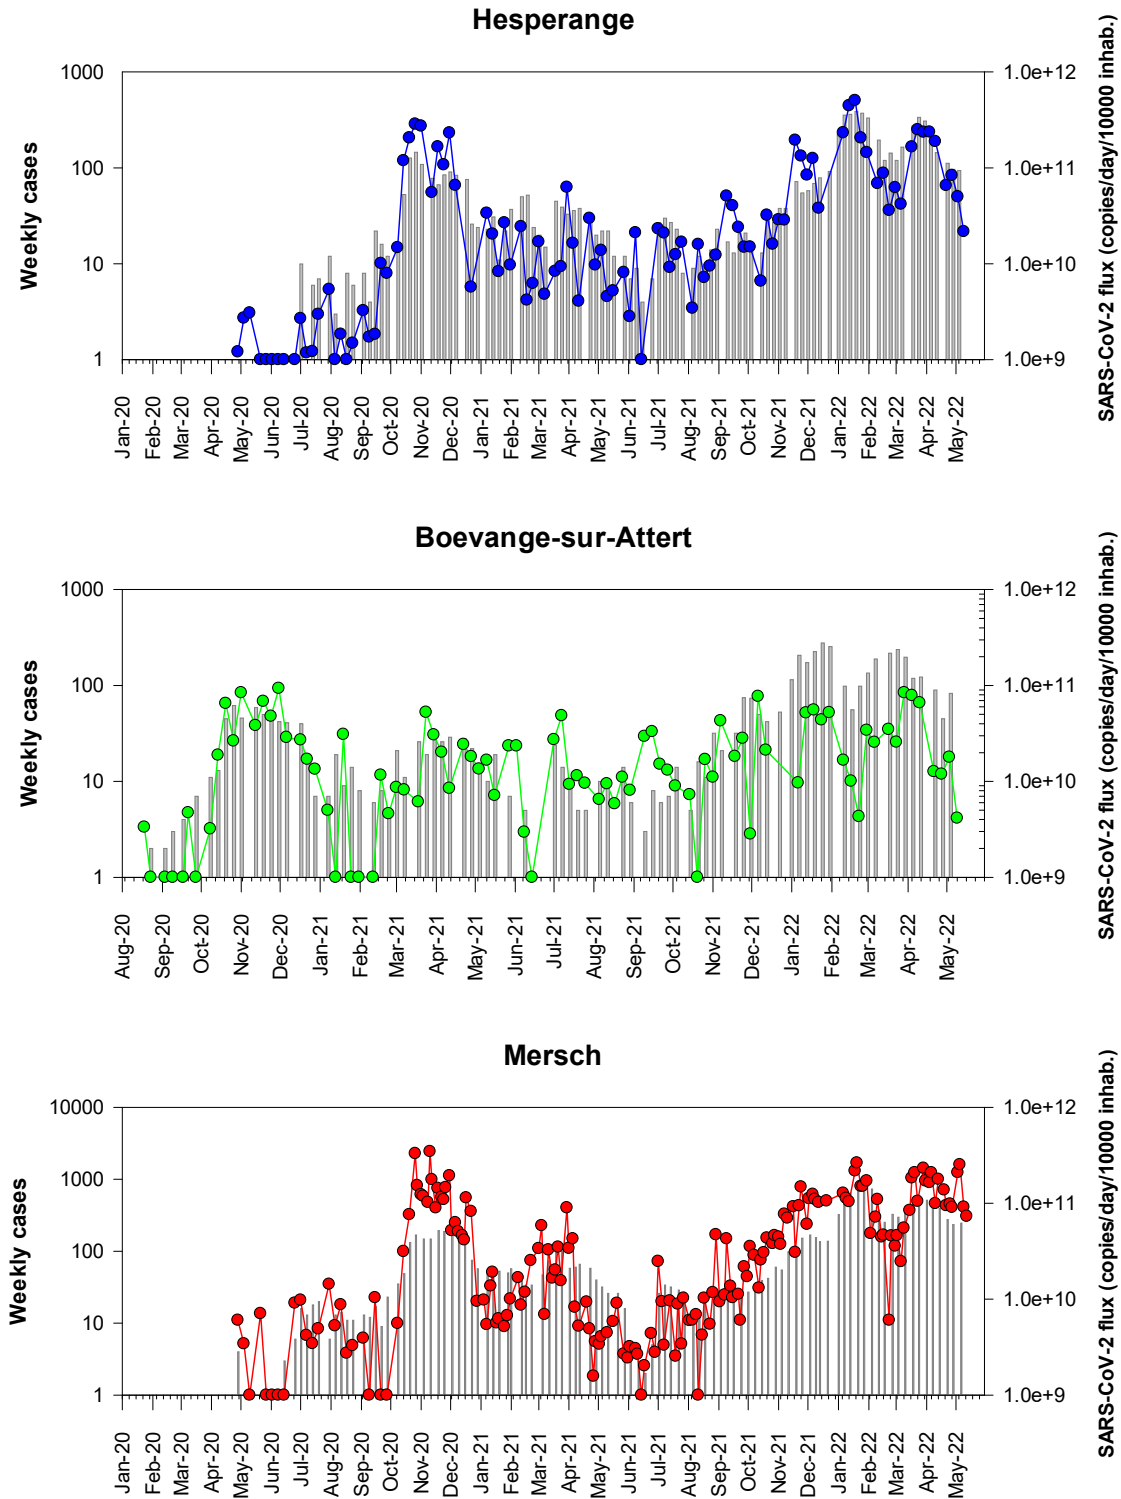 Hesperange
Weekly cases
1000
100
10
1
1.0e+12
1.0e+11
1.0e+10
1.0e+9
SARS-CoV-2 flux (copies/day/10000 inhab.)
Jan-20
Feb-20
Mar-20
Apr-20
May-20
Jun-20
Jul-20
Aug-20
Sep-20
Oct-20
Nov-20
Dec-20
Jan-21
Feb-21
Mar-21
Apr-21
May-21
Jun-21
Jul-21
Aug-21
Sep-21
Oct-21
Nov-21
Dec-21
Jan-22
Feb-22
Mar-22
Apr-22
May-22
Boevange-sur-Attert
Weekly cases
1000
100
10
1
1.0e+12
1.0e+11
1.0e+10
1.0e+9
SARS-CoV-2 flux (copies/day/10000 inhab.)
Aug-20
Sep-20
Oct-20
Nov-20
Dec-20
Jan-21
Feb-21
Mar-21
Apr-21
May-21
Jun-21
Jul-21
Aug-21
Sep-21
Oct-21
Nov-21
Dec-21
Jan-22
Feb-22
Mar-22
Apr-22
May-22
Mersch
Weekly cases
10000
1000
100
10
1
1.0e+12
1.0e+11
1.0e+10
1.0e+9
SARS-CoV-2 flux (copies/day/10000 inhab.)
Jan-20
Feb-20
Mar-20
Apr-20
May-20
Jun-20
Jul-20
Aug-20
Sep-20
Oct-20
Nov-20
Dec-20
Jan-21
Feb-21
Mar-21
Apr-21
May-21
Jun-21
Jul-21
Aug-21
Sep-21
Oct-21
Nov-21
Dec-21
Jan-22
Feb-22
Mar-22
Apr-22
May-22